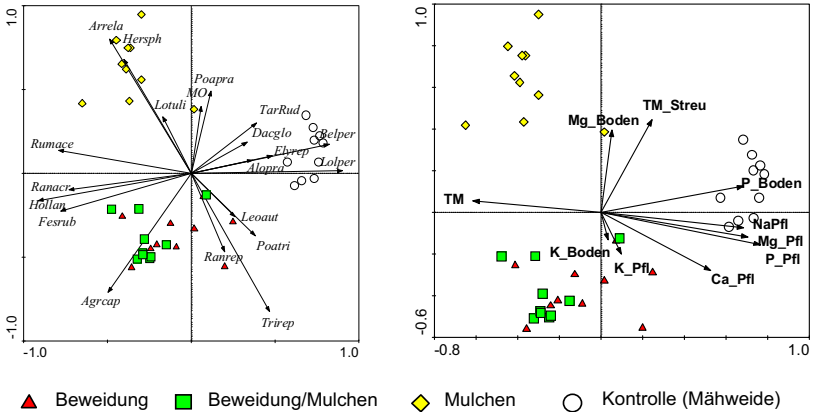 1.0
Arrela
Hersph
Poapra
MO
Lotuli
TarRud
Dacglo
Belper
Rumace
Elyrep
Alopra
Lolper
Ranacr
Hollan
Fesrub
Leoaut
Poatri
Ranrep
Agrcap
Trirep
-1.0
-1.0
1.0
1.0
TM_Streu
Mg_Boden
P_Boden
TM
NaPfl
Mg_Pfl
P_Pfl
K_Boden
K_Pfl
Ca_Pfl
-0.6
-0.8
1.0
Beweidung
Beweidung/Mulchen
Mulchen
Kontrolle (Mähweide)